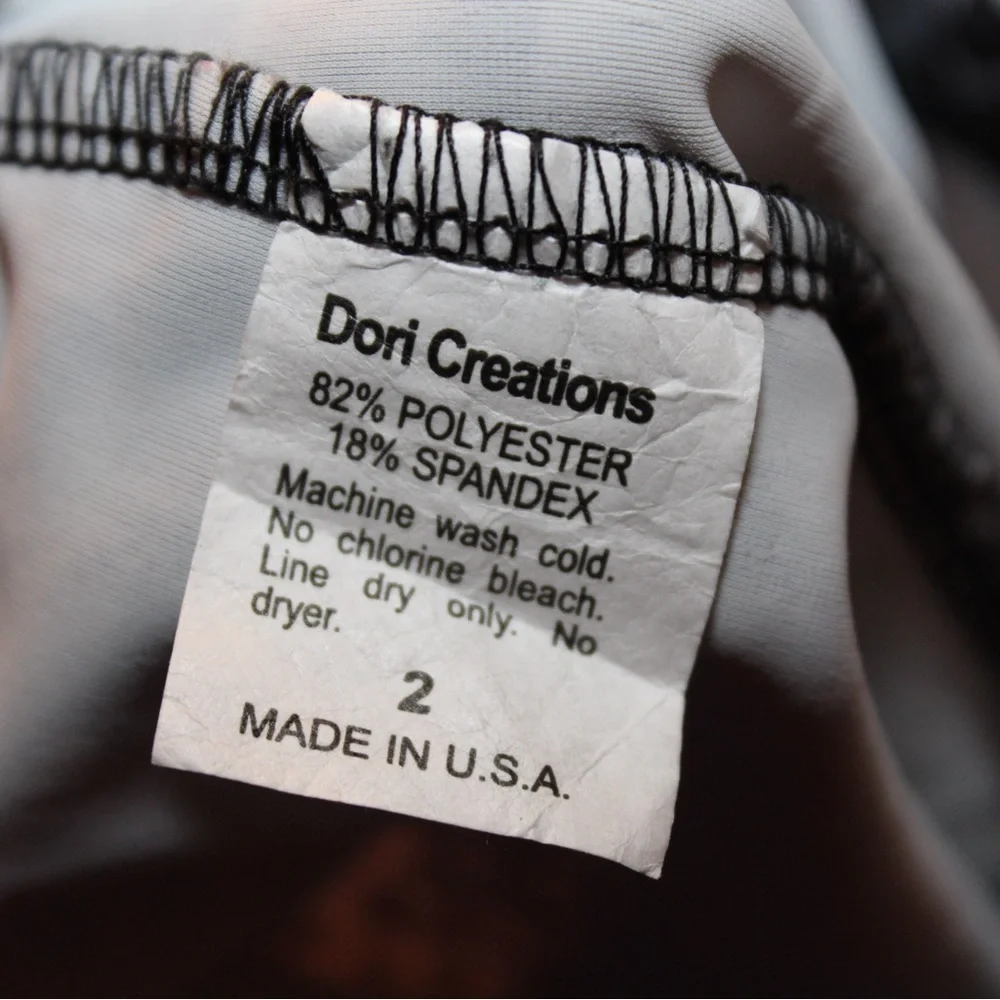 Dori Creations
82% POLYESTER
18% SPANDEX
Machine wash cold.
No chlorine bleach.
Line dry only. No
dryer.
2
MADE IN U.S.A.